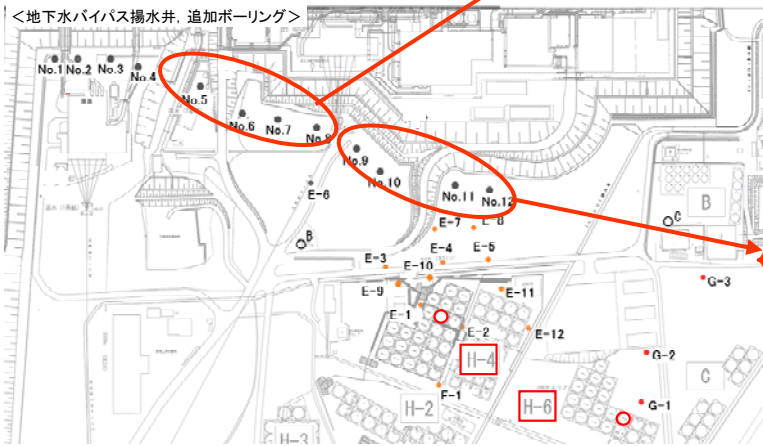 <地下水バイパス揚水井, 追加ボーリング>
No.1 No.2 No.3 No.4
No.5
No.6 No.7 No.8
No.9
No.10
No.11 No.12
E-6
B
C
B
E-7 E-8
E-3 E-4 E-5
E-10
E-9 E-11
G-3
E-1
E-2 E-12
H-4
G-2
C
F-1
H-2 H-6
G-1
H-3